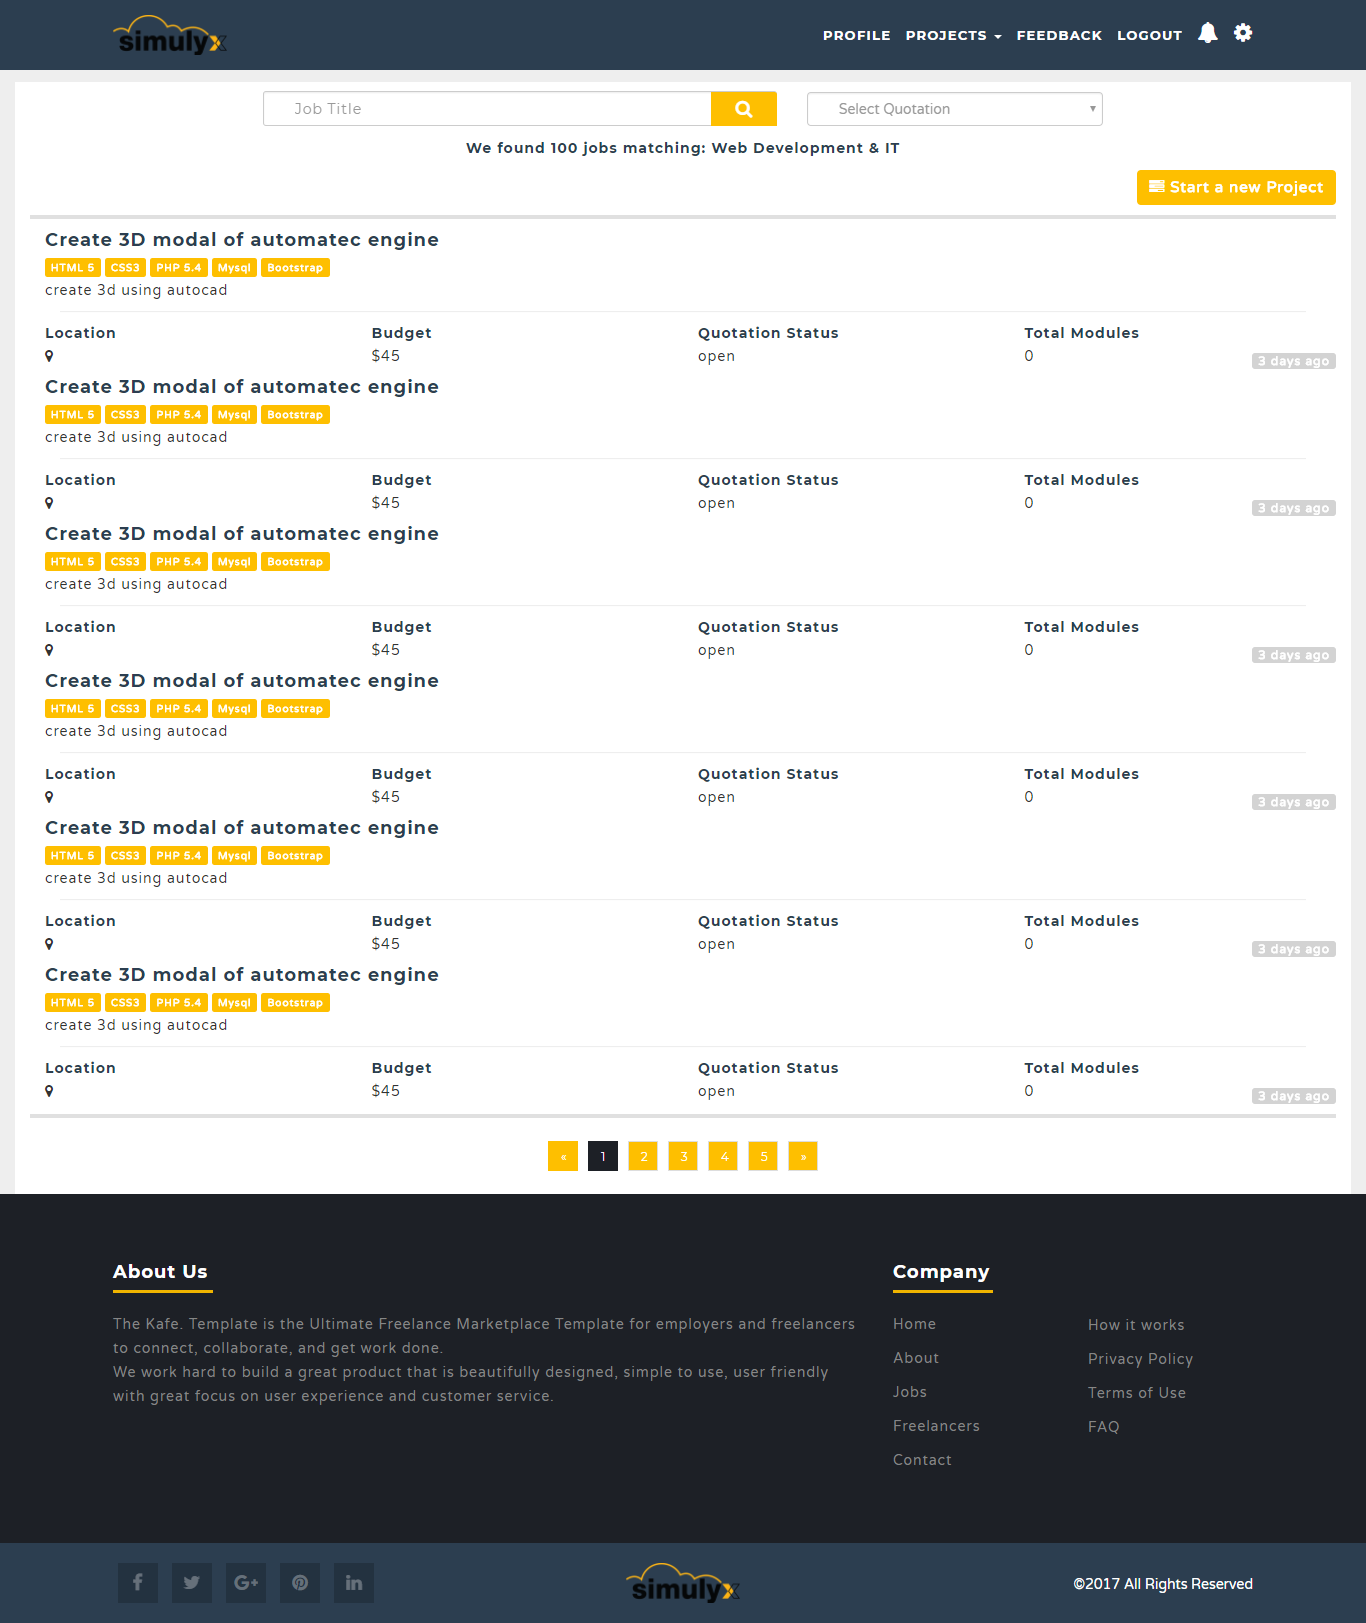 simulyx
PROFILE PROJECTS FEEDBACK LOGOUT
Job Title
Select Quotation
We found 100 jobs matching: Web Development & IT
Start a new Project
Create 3D modal of automatec engine
HTML 5 CSS3 PHP 5.4 Mysql Bootstrap
create 3d using autocad
Location Budget Quotation Status Total Modules
$45 open 0 3 days ago
Create 3D modal of automatec engine
HTML 5 CSS3 PHP 5.4 Mysql Bootstrap
create 3d using autocad
Location Budget Quotation Status Total Modules
$45 open 0 3 days ago
Create 3D modal of automatec engine
HTML 5 CSS3 PHP 5.4 Mysql Bootstrap
create 3d using autocad
Location Budget Quotation Status Total Modules
$45 open 0 3 days ago
Create 3D modal of automatec engine
HTML 5 CSS3 PHP 5.4 Mysql Bootstrap
create 3d using autocad
Location Budget Quotation Status Total Modules
$45 open 0 3 days ago
Create 3D modal of automatec engine
HTML 5 CSS3 PHP 5.4 Mysql Bootstrap
create 3d using autocad
Location Budget Quotation Status Total Modules
$45 open 0 3 days ago
Create 3D modal of automatec engine
HTML 5 CSS3 PHP 5.4 Mysql Bootstrap
create 3d using autocad
Location Budget Quotation Status Total Modules
$45 open 0 3 days ago
« 1 2 3 4 5 »
About Us
The Kafe. Template is the Ultimate Freelance Marketplace Template for employers and freelancers
to connect, collaborate, and get work done.
We work hard to build a great product that is beautifully designed, simple to use, user friendly
with great focus on user experience and customer service.
Company
Home
About
Jobs
Freelancers
Contact
How it works
Privacy Policy
Terms of Use
FAQ
simulyx
©2017 All Rights Reserved